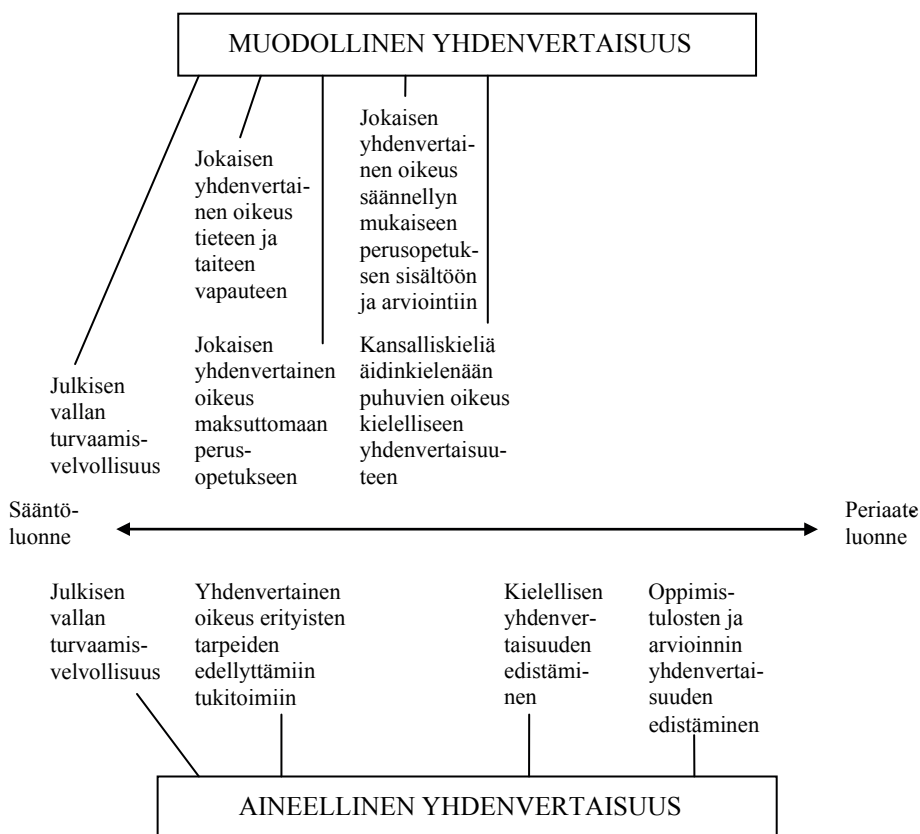 MUODOLLINEN YHDENVERTAISUUS
Jokaisen
yhdenvertai-
nen oikeus
tieteen ja
taiteen
vapauteen
Jokaisen
yhdenvertai-
nen oikeus
säännellyn
mukaiseen
perusopetuk-
sen sisältöön
ja arviointiin
Julkisen
vallan
turvaamis-
velvollisuus
Jokaisen
yhdenvertainen
oikeus
maksuttomaan
perus-
opetukseen
Kansalliskieliä
äidinkielenään
puhuvien oikeus
kielelliseen
yhdenvertaisuu-
teen
Sääntö-
luonne
Periaate-
luonne
Julkisen
vallan
turvaamis-
velvollisuus
Yhdenvertainen
oikeus erityisten
tarpeiden
edellyttämiin
tukitoimiin
Kielellisen
yhdenver-
taisuuden
edistämi-
nen
Oppimis-
tulosten ja
arvioinnin
yhdenvertai-
suuden
edistäminen
AINEELLINEN YHDENVERTAISUUS